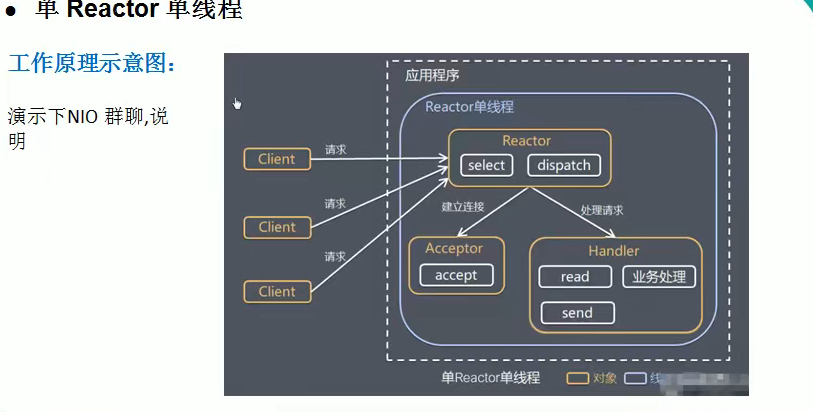 ● 单 Reactor 单线程
工作原理示意图：
演示下NIO 群聊,说
明
应用程序
Reactor单线程
Reactor
select
dispatch
Client
请求
Client
请求
Client
请求
建立连接
处理请求
Acceptor
accept
Handler
read
业务处理
send
单Reactor单线程
对象